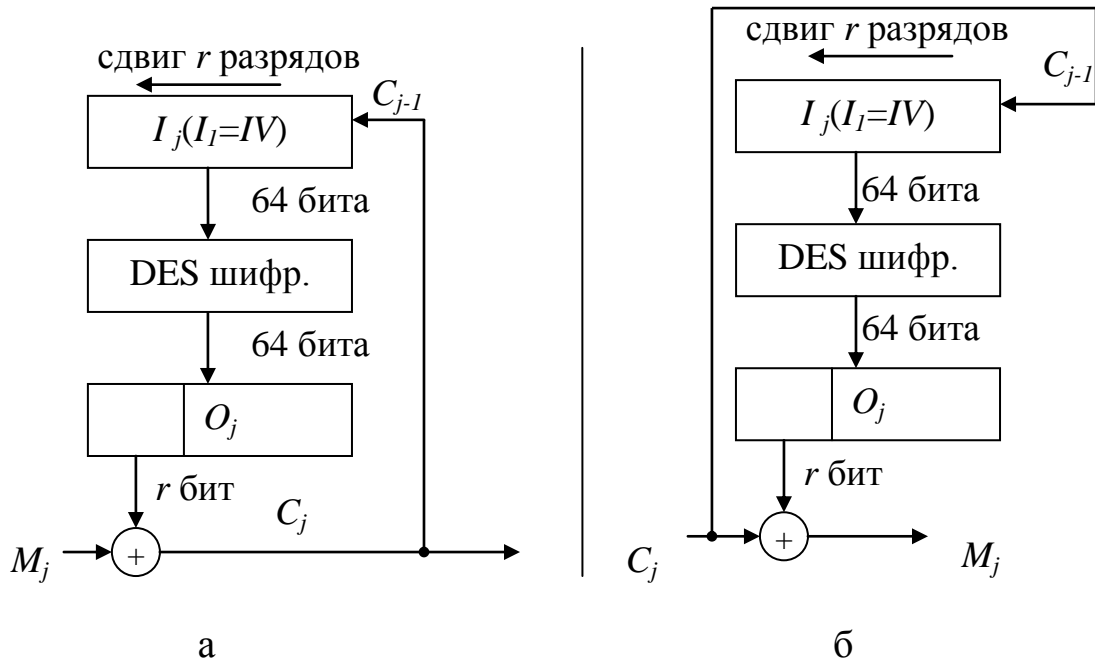 сдвиг r разрядов
C_{j-1}
I_j(I_1=IV)
64 бита
DES шифр.
64 бита
O_j
r бит
C_j
M_j
+
а
сдвиг r разрядов
C_{j-1}
I_j(I_1=IV)
64 бита
DES шифр.
64 бита
O_j
r бит
C_j
+
M_j
б